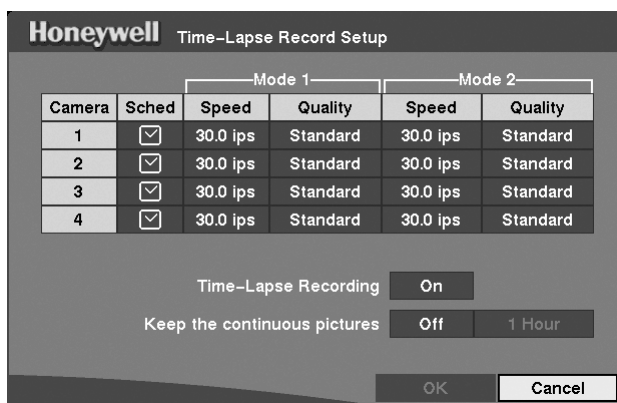 Honeywell Time-Lapse Record Setup
Mode 1 Mode 2
Camera Sched Speed Quality Speed Quality
1 30.0 ips Standard 30.0 ips Standard
2 30.0 ips Standard 30.0 ips Standard
3 30.0 ips Standard 30.0 ips Standard
4 30.0 ips Standard 30.0 ips Standard
Time-Lapse Recording On
Keep the continuous pictures Off 1 Hour
OK Cancel